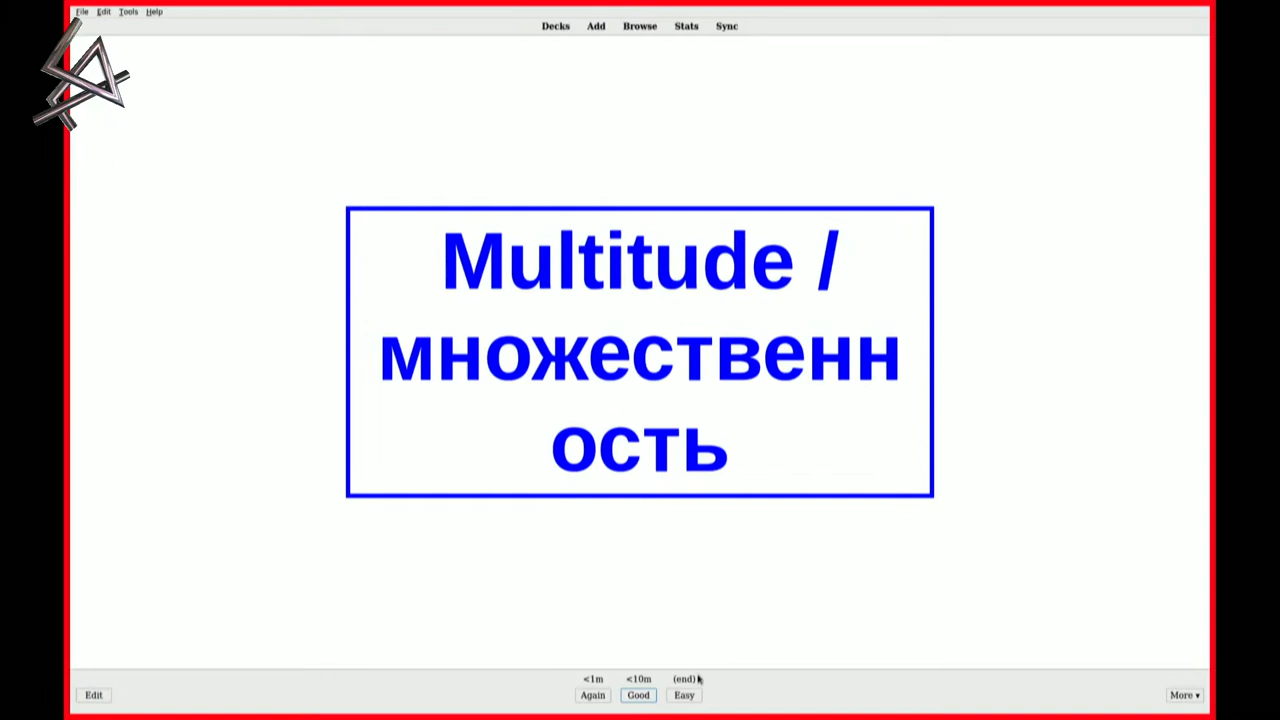 File Edit Tools Help
Decks Add Browse Stats Sync
Multitude /
множественн
ость
<1m <10m (end)
Edit Again Good Easy More ▾